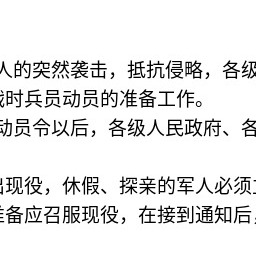 人的突然袭击，抵抗侵略，各级
时兵员动员的准备工作。
动员令以后，各级人民政府、各
出现役，休假、探亲的军人必须
准备应召服现役，在接到通知后，